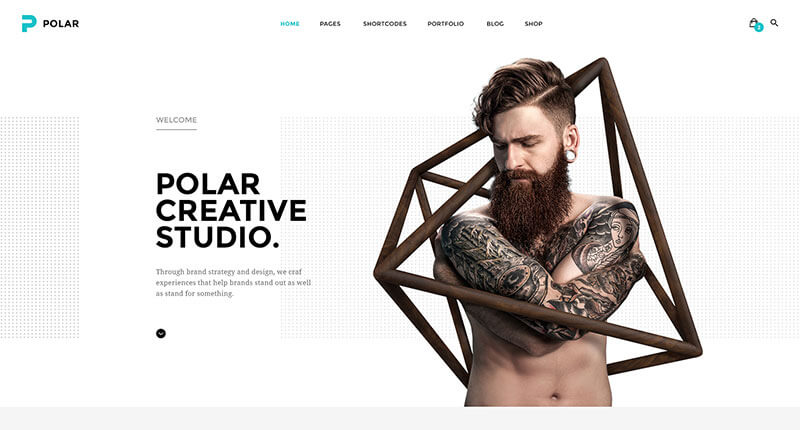 POLAR
HOME PAGES SHORTCODES PORTFOLIO BLOG SHOP
2
WELCOME
POLAR
CREATIVE
STUDIO.
Through brand strategy and design, we craf
experiences that help brands stand out as well
as stand for something.